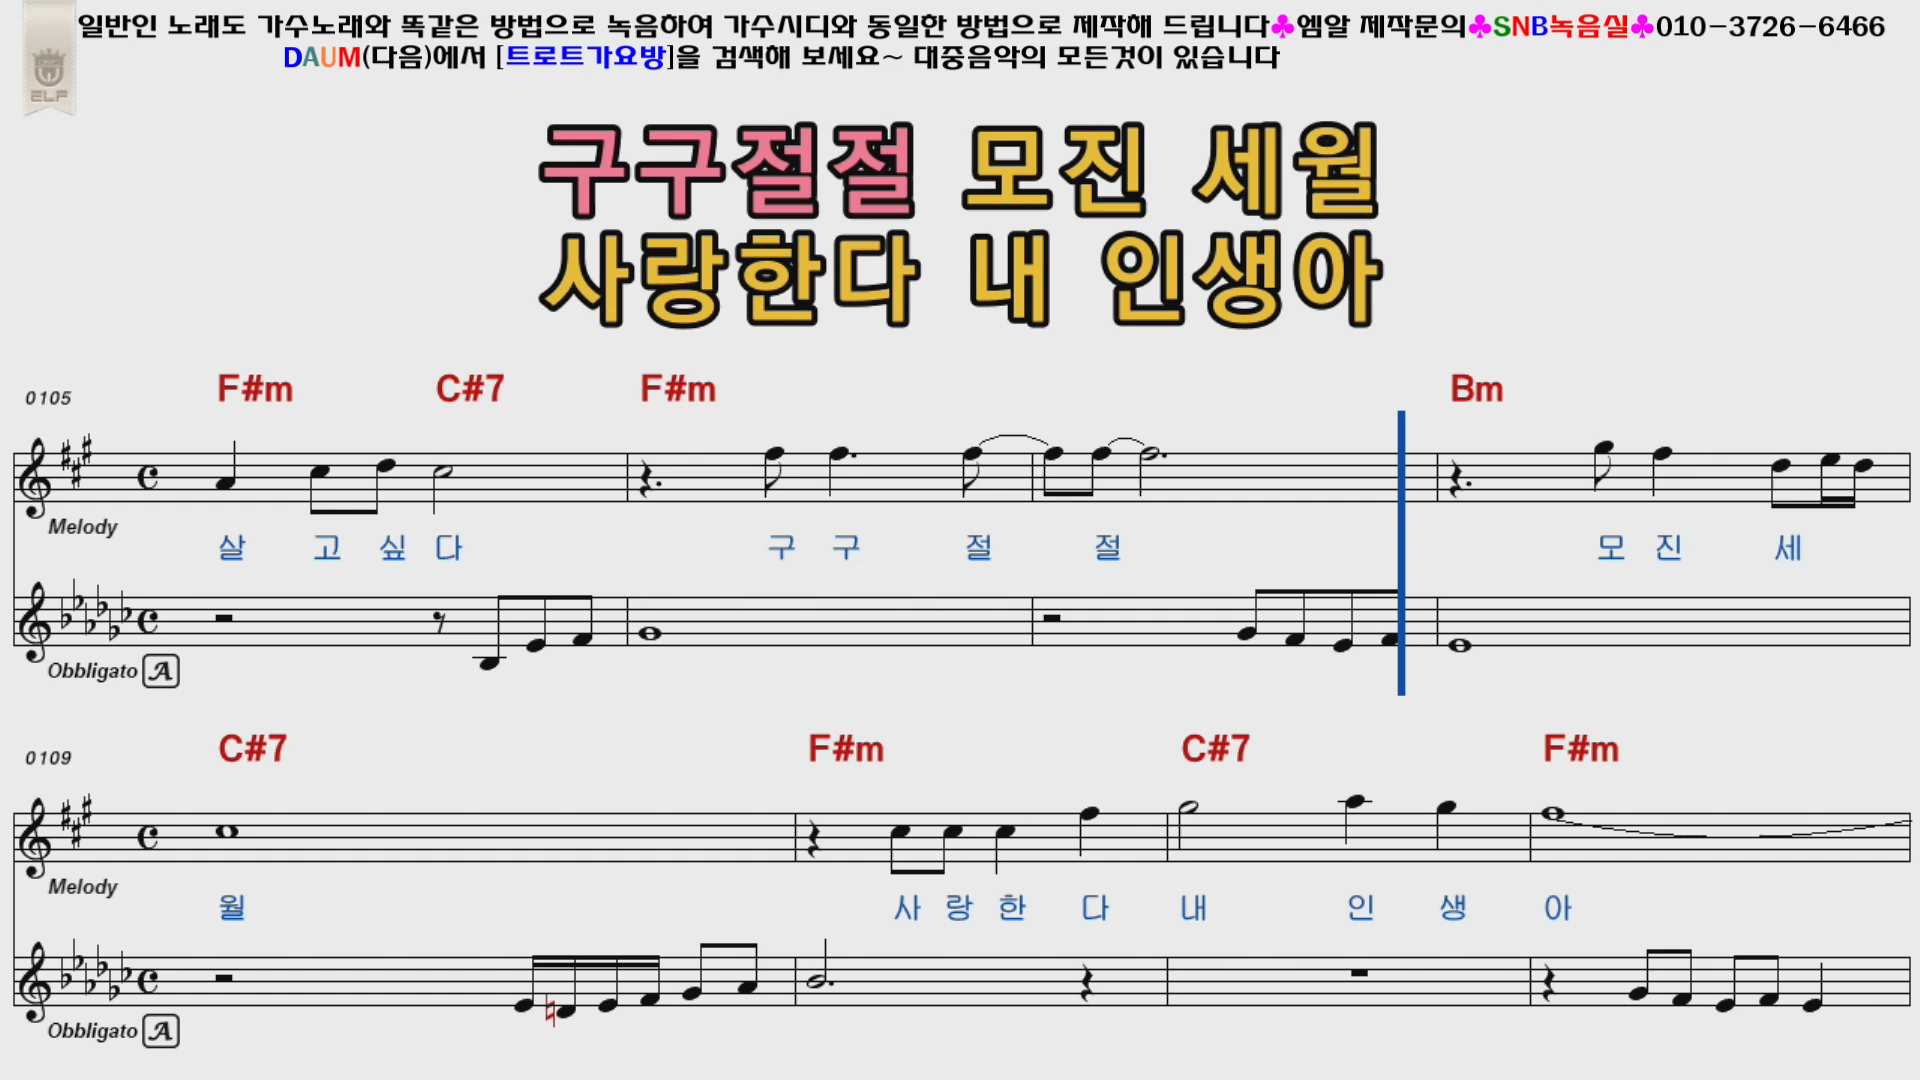 일반인 노래도 가수노래와 똑같은 방법으로 녹음하여 가수시디와 동일한 방법으로 제작해 드립니다♣엠알 제작문의♣SNB녹음실♣010-3726-6466
DAUM(다음)에서 [트로트가요방]을 검색해 보세요~ 대중음악의 모든것이 있습니다
ELF
구구절절 모진 세월
사랑한다 내 인생아
0105 F#m C#7 F#m Bm
Melody
살 고 싶 다 구 구 절 절 모 진 세
Obbligato A
0109 C#7 F#m C#7 F#m
Melody
월 사 랑 한 다 내 인 생 아
Obbligato A